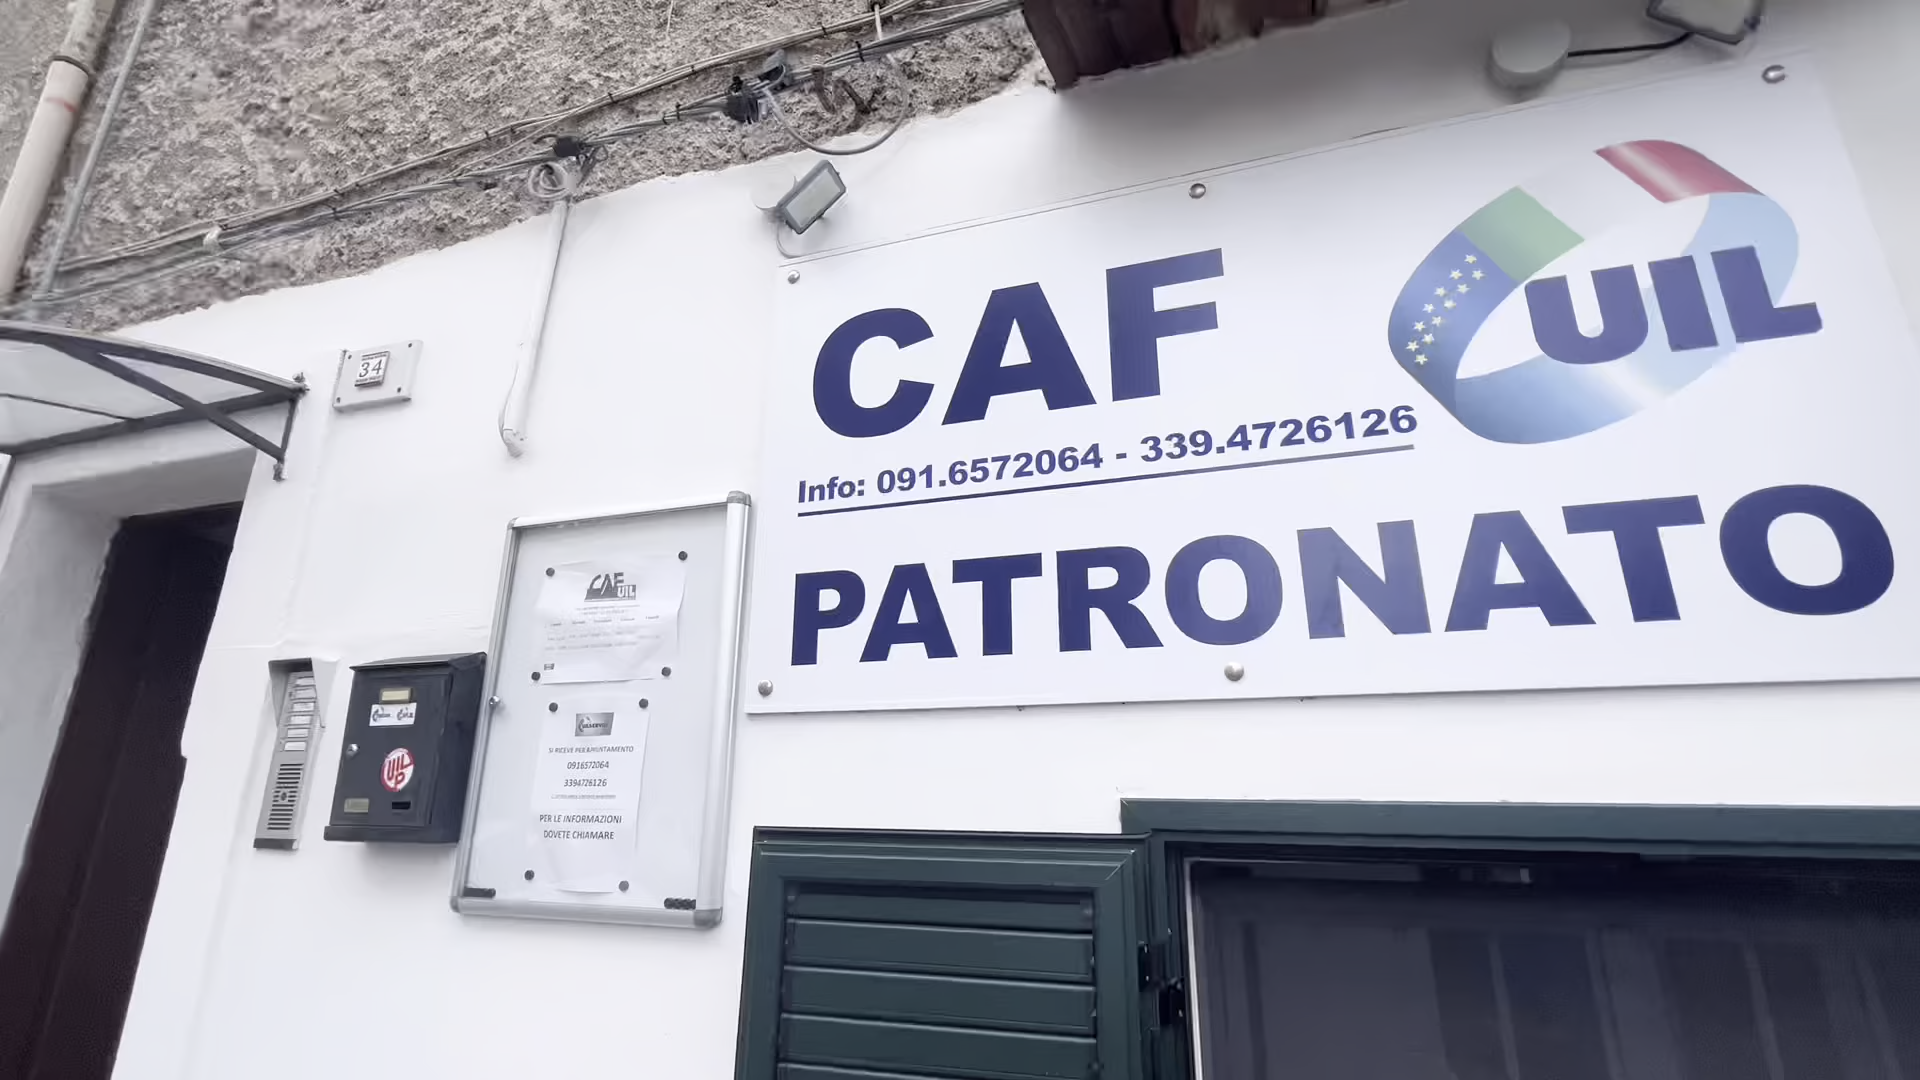 34
CAF
UIL
Info: 091.6572064 - 339.4726126
PATRONATO
CAF
UIL
SI RICEVE PER APPUNTAMENTO
0916572064
3394726126
PER LE INFORMAZIONI
DOVETE CHIAMARE
UIL
P